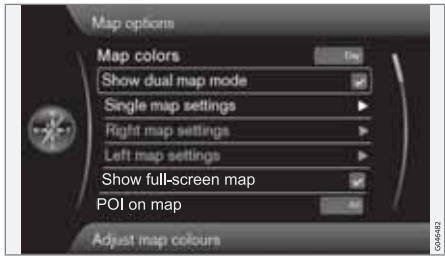 Map options
Map colors Day
Show dual map mode
Single map settings
Right map settings
Left map settings
Show full-screen map
POI on map All
Adjust map colours
G046482